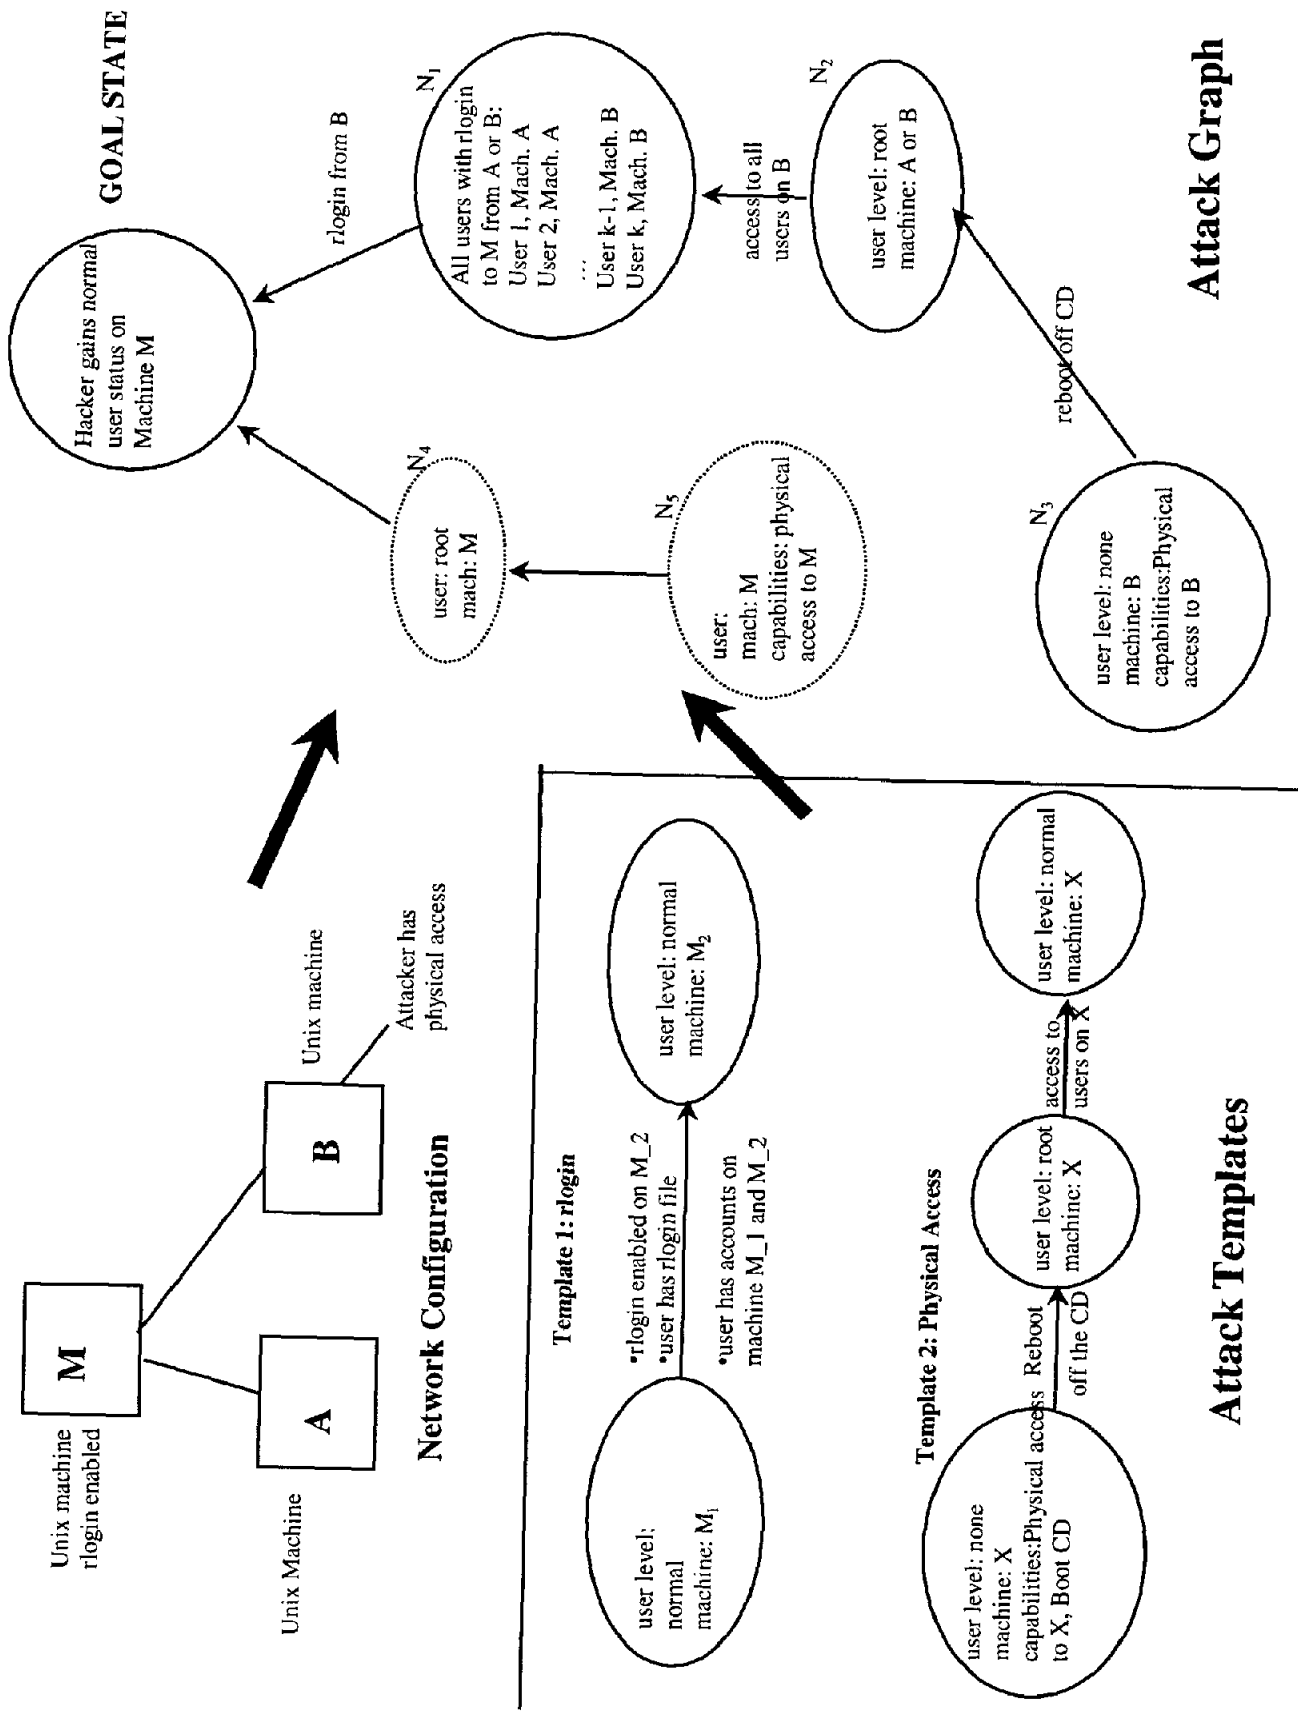 M
Unix machine
rlogin enabled
A
Unix Machine
B
Unix machine
Attacker has
physical access
Network Configuration
Template 1: rlogin
user level:
normal
machine: M₁
•rlogin enabled on M_2
•user has rlogin file
•user has accounts on
machine M_1 and M_2
user level: normal
machine: M₂
Template 2: Physical Access
user level: none
machine: X
capabilities:Physical access
to X, Boot CD
Reboot
off the CD
user level: root
machine: X
access to
users on X
user level: normal
machine: X
Attack Templates
GOAL STATE
Hacker gains normal
user status on
Machine M
rlogin from B
N₁
All users with rlogin
to M from A or B:
User 1, Mach. A
User 2, Mach. A
...
User k-1, Mach. B
User k, Mach. B
N₄
user: root
mach: M
access to all
users on B
N₅
user:
mach: M
capabilities: physical
access to M
N₂
user level: root
machine: A or B
reboot off CD
N₃
user level: none
machine: B
capabilities:Physical
access to B
Attack Graph